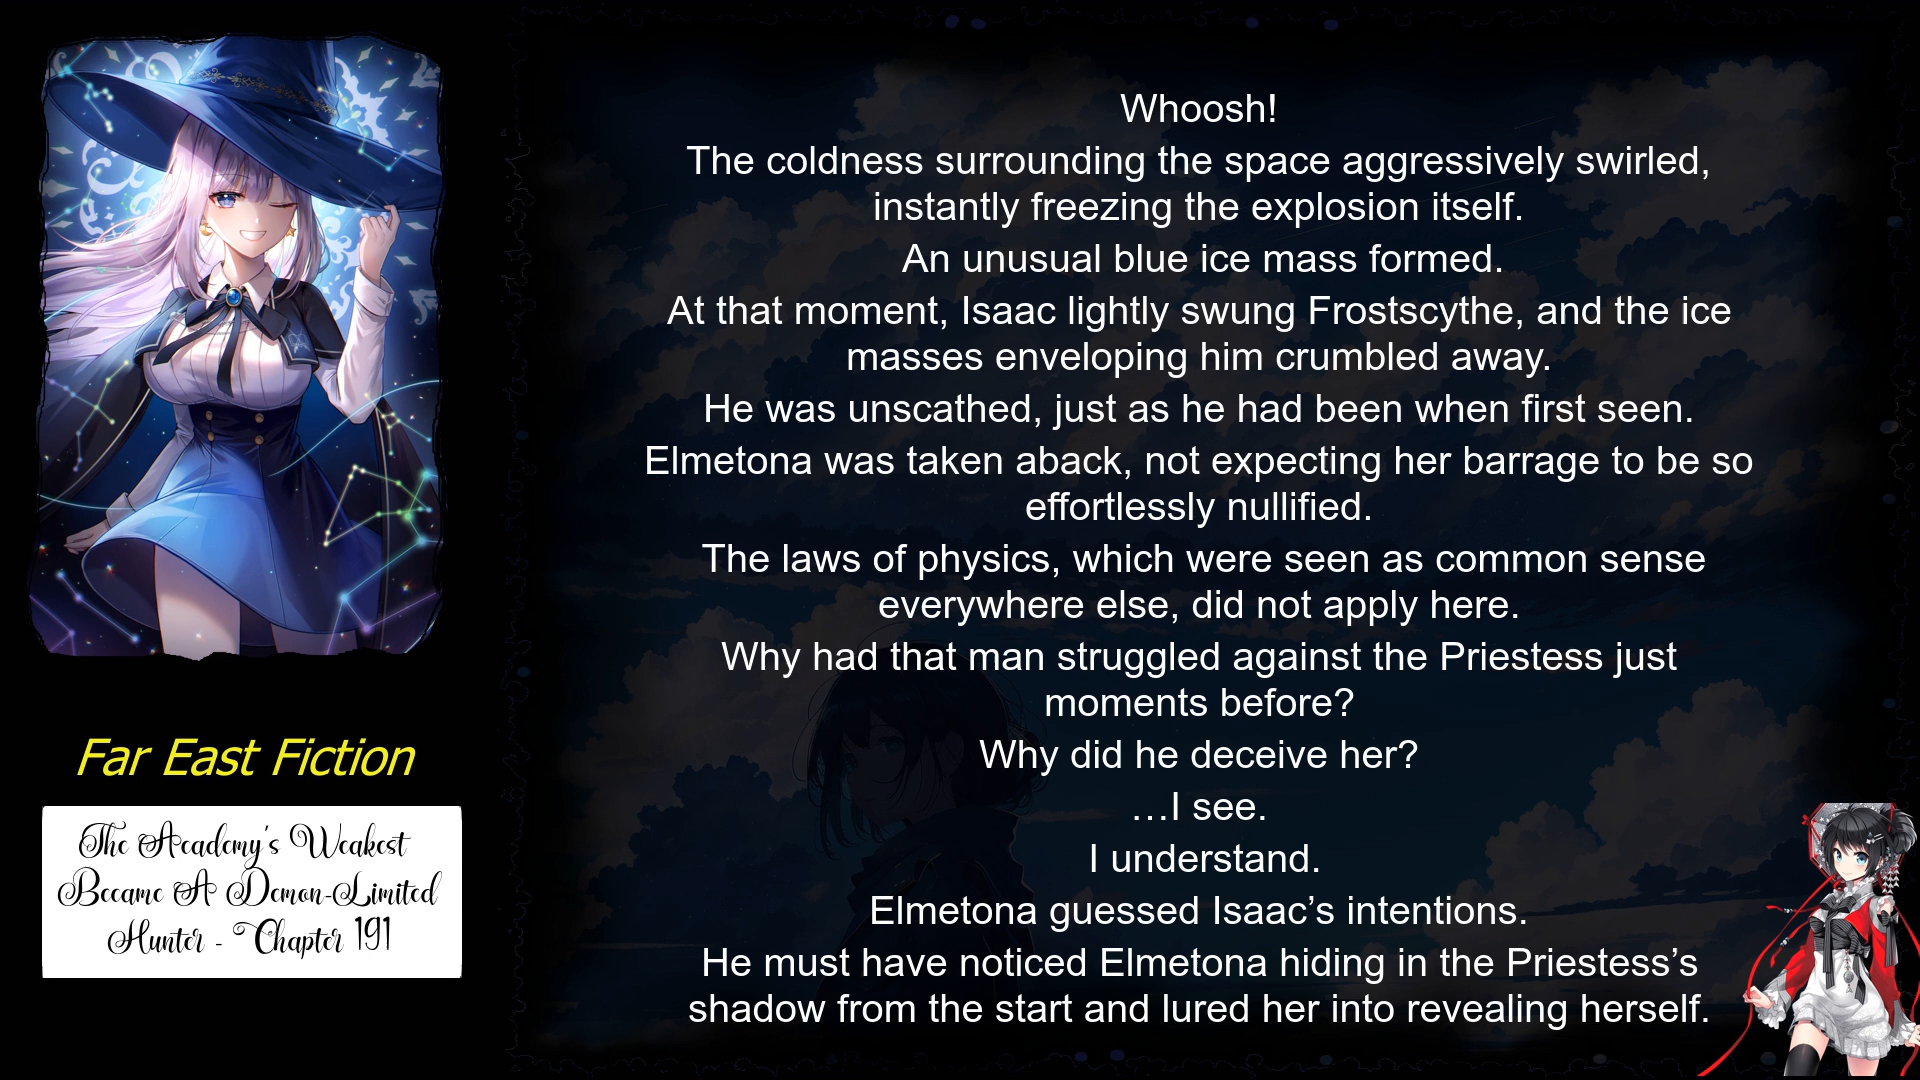 Whoosh!
The coldness surrounding the space aggressively swirled,
instantly freezing the explosion itself.
An unusual blue ice mass formed.
At that moment, Isaac lightly swung Frostscythe, and the ice
masses enveloping him crumbled away.
He was unscathed, just as he had been when first seen.
Elmetona was taken aback, not expecting her barrage to be so
effortlessly nullified.
The laws of physics, which were seen as common sense
everywhere else, did not apply here.
Why had that man struggled against the Priestess just
moments before?
Why did he deceive her?
…I see.
I understand.
Elmetona guessed Isaac’s intentions.
He must have noticed Elmetona hiding in the Priestess’s
shadow from the start and lured her into revealing herself.
Far East Fiction
The Academy's Weakest
Became A Demon-Limited
Hunter - Chapter 191